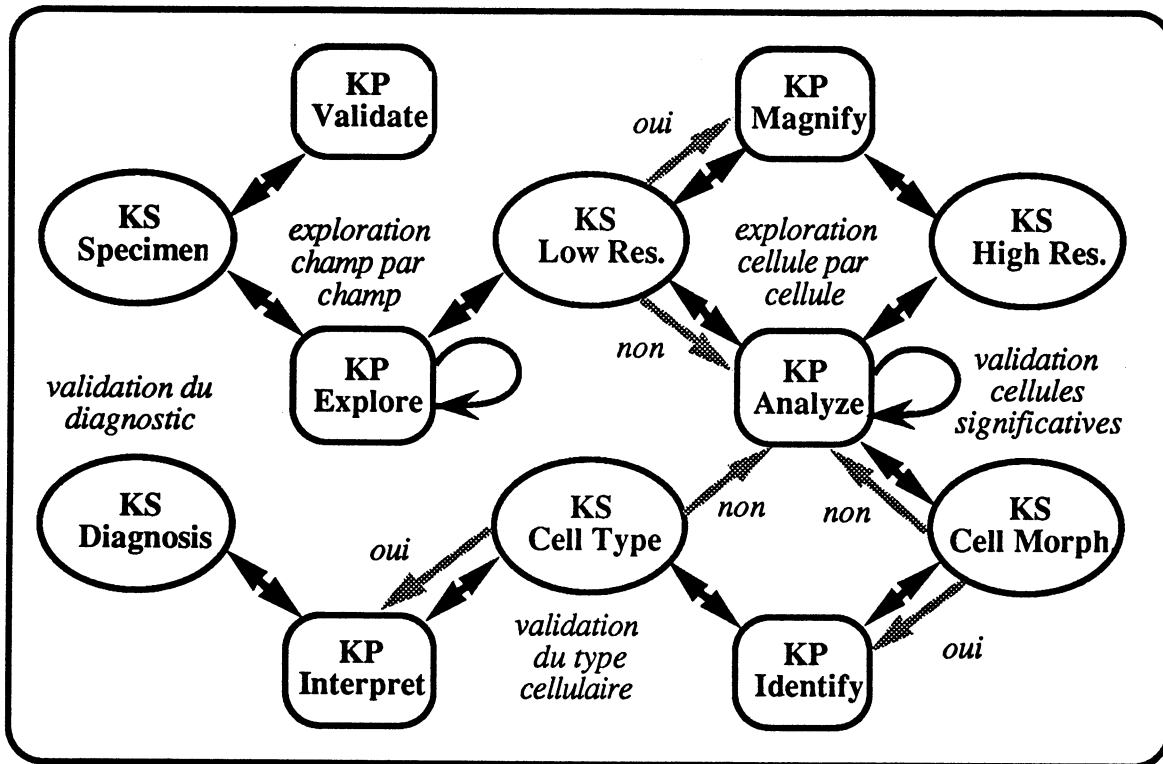 KP
Validate
KP
Magnify
oui
KS
Specimen
exploration
champ par
champ
KS
Low Res.
exploration
cellule par
cellule
KS
High Res.
non
validation du
diagnostic
KP
Explore
KP
Analyze
validation
cellules
significatives
KS
Diagnosis
oui
KS
Cell Type
non
non
KS
Cell Morph.
KP
Interpret
validation
du type
cellulaire
KP
Identify
oui